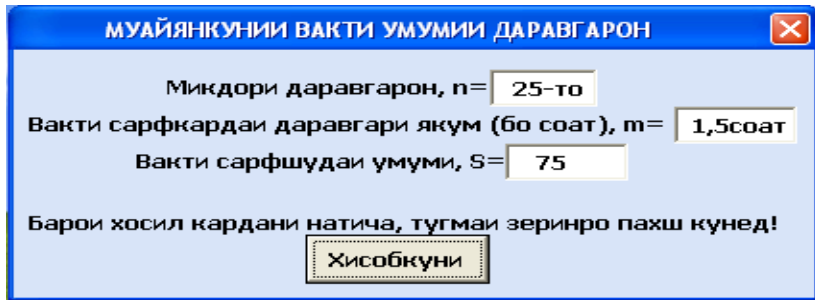 МУАЙЯНКУНИИ ВАКТИ УМУМИИ ДАРАВГАРОН
Микдори даравгарон, n= 25-то
Вакти сарфкардаи даравгари якум (бо соат), m= 1,5соат
Вакти сарфшудаи умуми, S= 75
Барои хосил кардани натича, тугмаи зеринро пахш кунед!
Хисобкуни